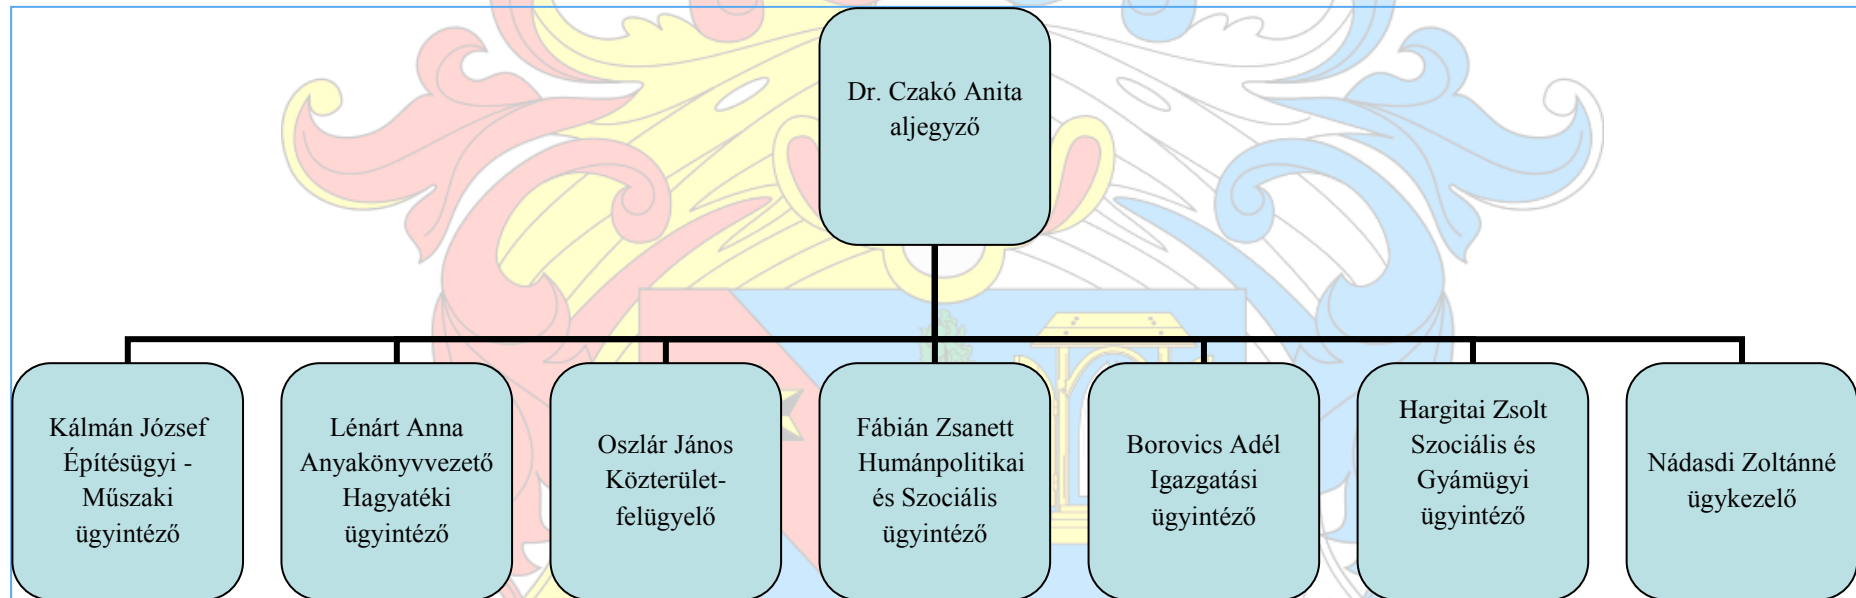 Dr. Czakó Anita
aljegyző
Kálmán József
Építésügyi -
Műszaki
ügyintéző
Lénárt Anna
Anyakönyvvezető
Hagyatéki
ügyintéző
Oszlár János
Közterület-
felügyelő
Fábián Zsanett
Humánpolitikai
és Szociális
ügyintéző
Borovics Adél
Igazgatási
ügyintéző
Hargitai Zsolt
Szociális és
Gyámügyi
ügyintéző
Nádasdi Zoltánné
ügykezelő